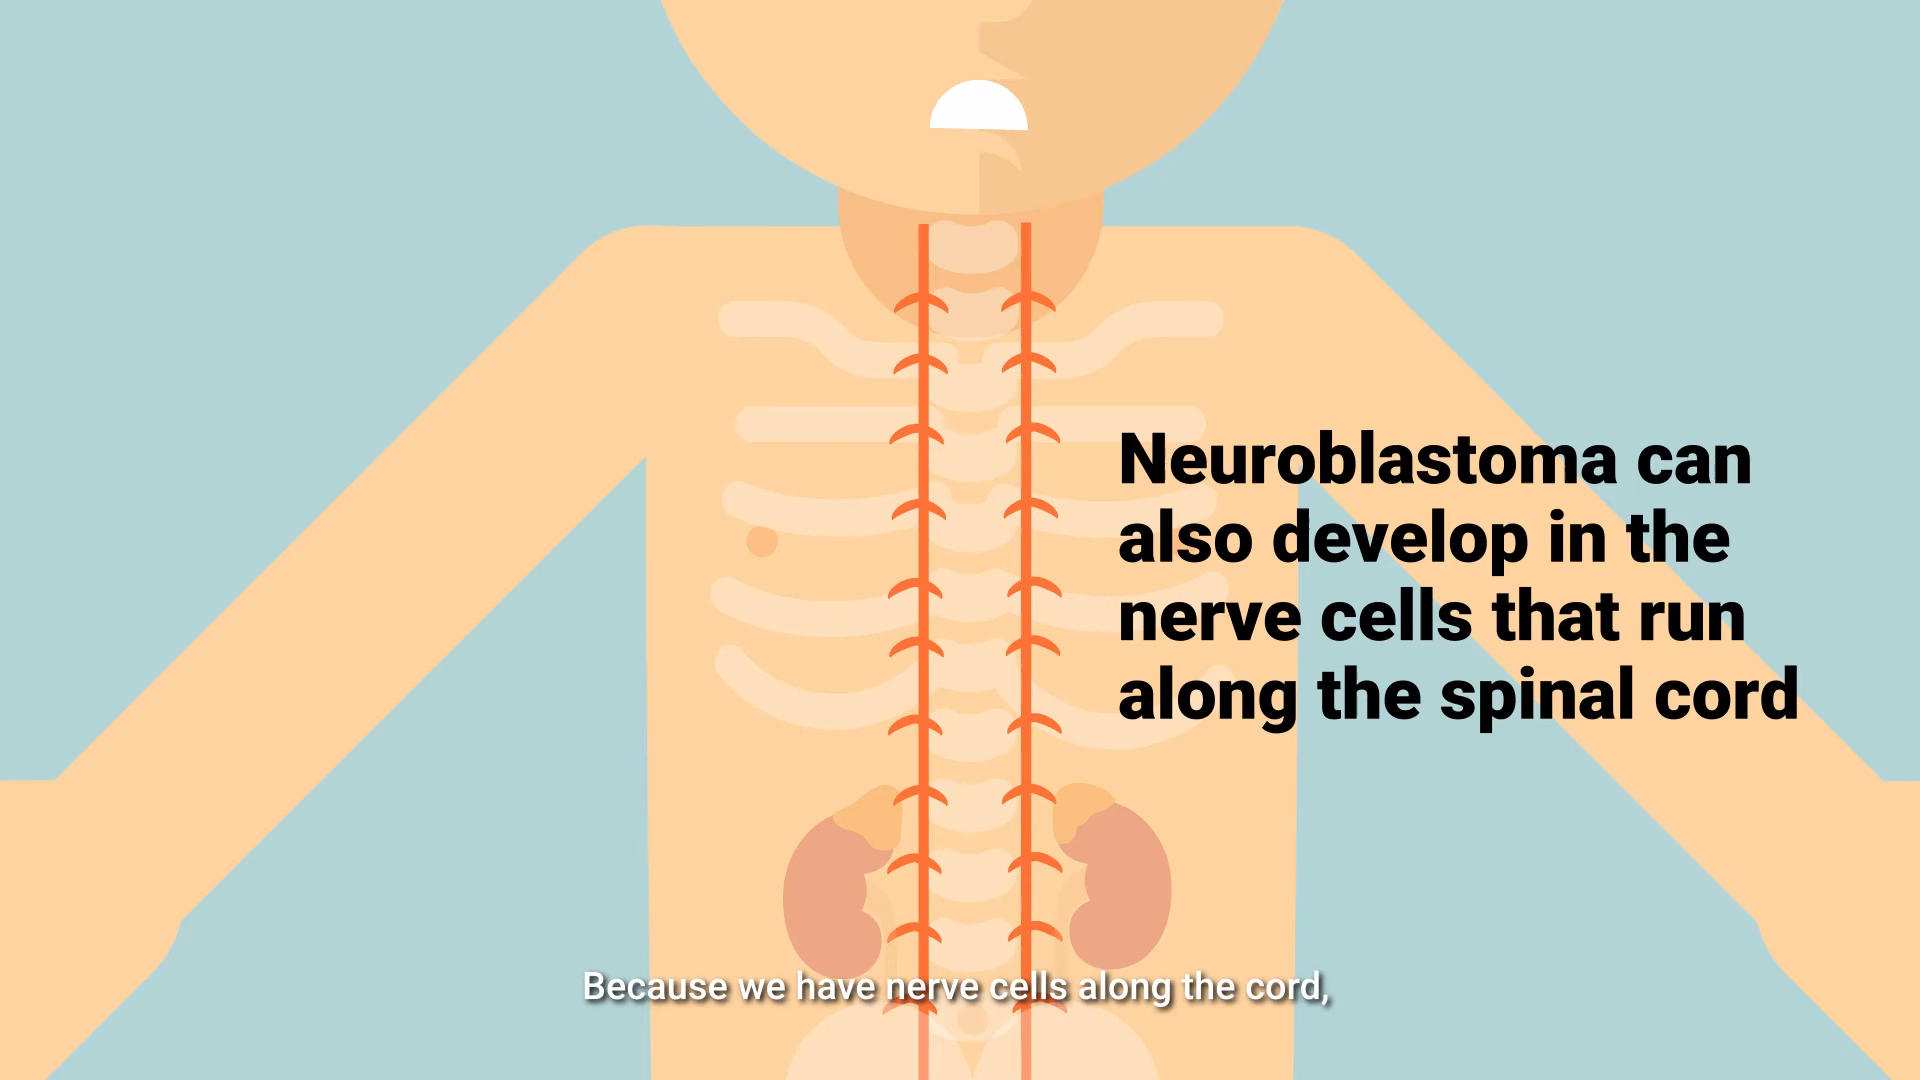 Neuroblastoma can
also develop in the
nerve cells that run
along the spinal cord
Because we have nerve cells along the cord,